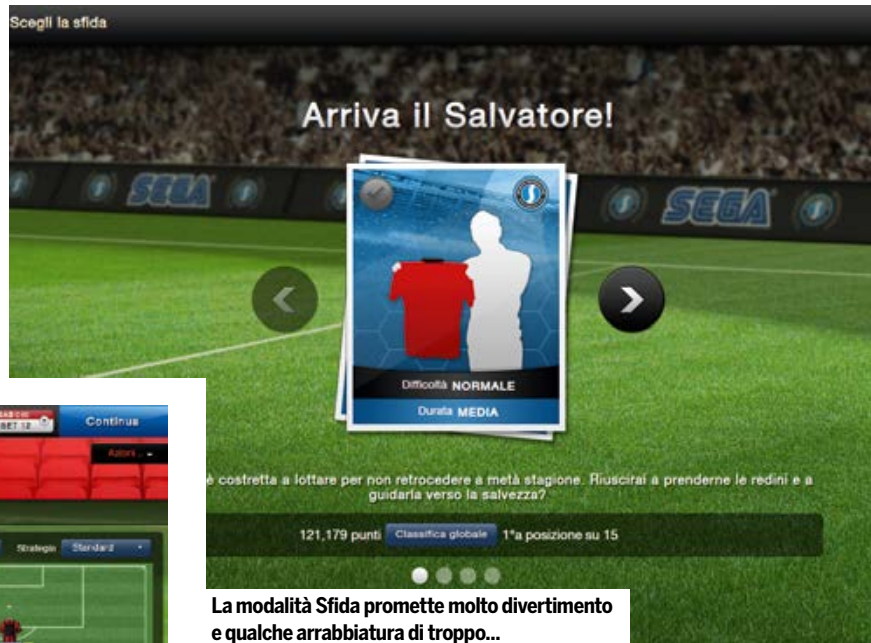 Scegli la sfida
Arriva il Salvatore!
SEGA
SEGA
Difficoltà NORMALE
Durata MEDIA
è costretta a lottare per non retrocedere a metà stagione. Riuscirai a prenderne le redini e a
guidarla verso la salvezza?
121,179 punti Classifica globale 1ªa posizione su 15
Continua
Azioni
Strategia Standard
La modalità Sfida promette molto divertimento
e qualche arrabbiatura di troppo...